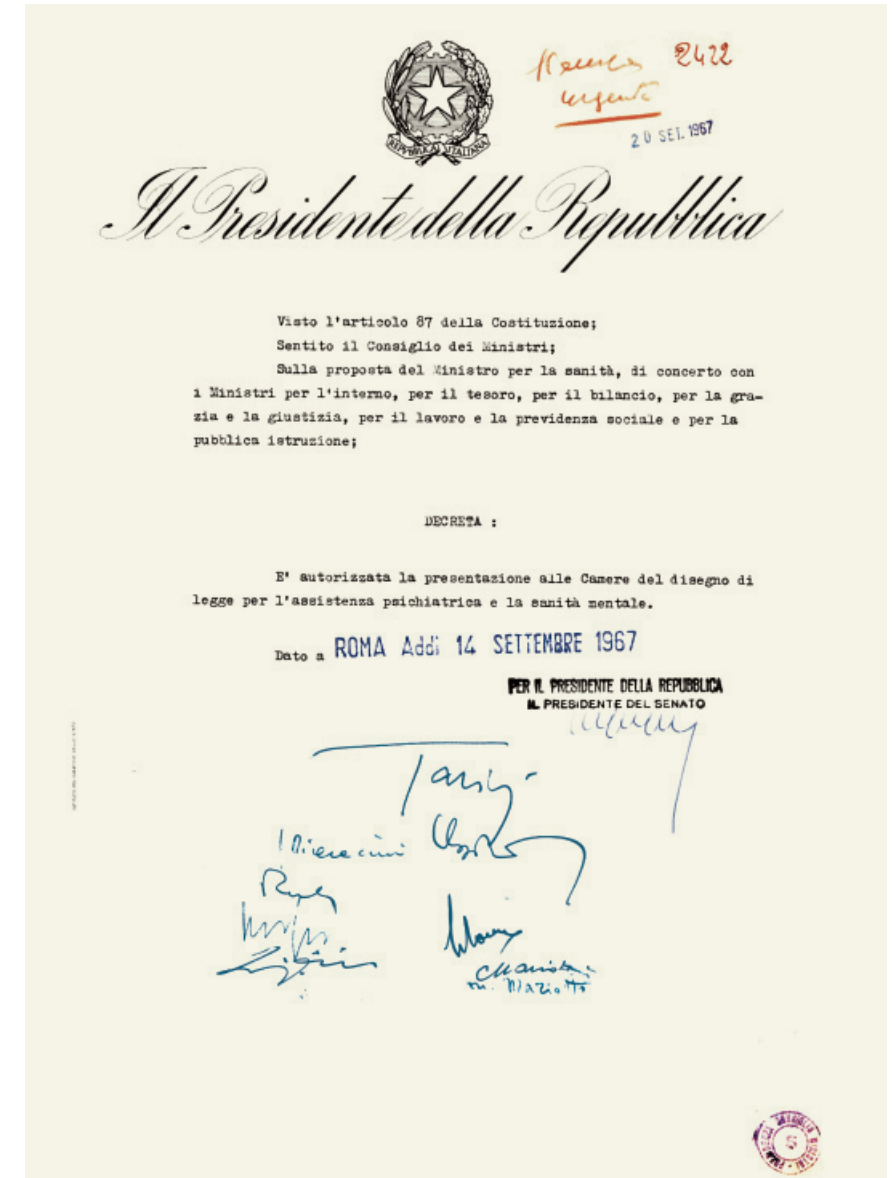 2422
urgente
20 SET. 1967
REPVBBLICA ITALIANA
Il Presidente della Repubblica
Visto l'articolo 87 della Costituzione;
Sentito il Consiglio dei Ministri;
Sulla proposta del Ministro per la sanità, di concerto con
i Ministri per l'interno, per il tesoro, per il bilancio, per la gra-
zia e la giustizia, per il lavoro e la previdenza sociale e per la
pubblica istruzione;
DECRETA :
E' autorizzata la presentazione alle Camere del disegno di
legge per l'assistenza psichiatrica e la sanità mentale.
Dato a ROMA Addì 14 SETTEMBRE 1967
PER IL PRESIDENTE DELLA REPUBBLICA
IL PRESIDENTE DEL SENATO
Mariotti